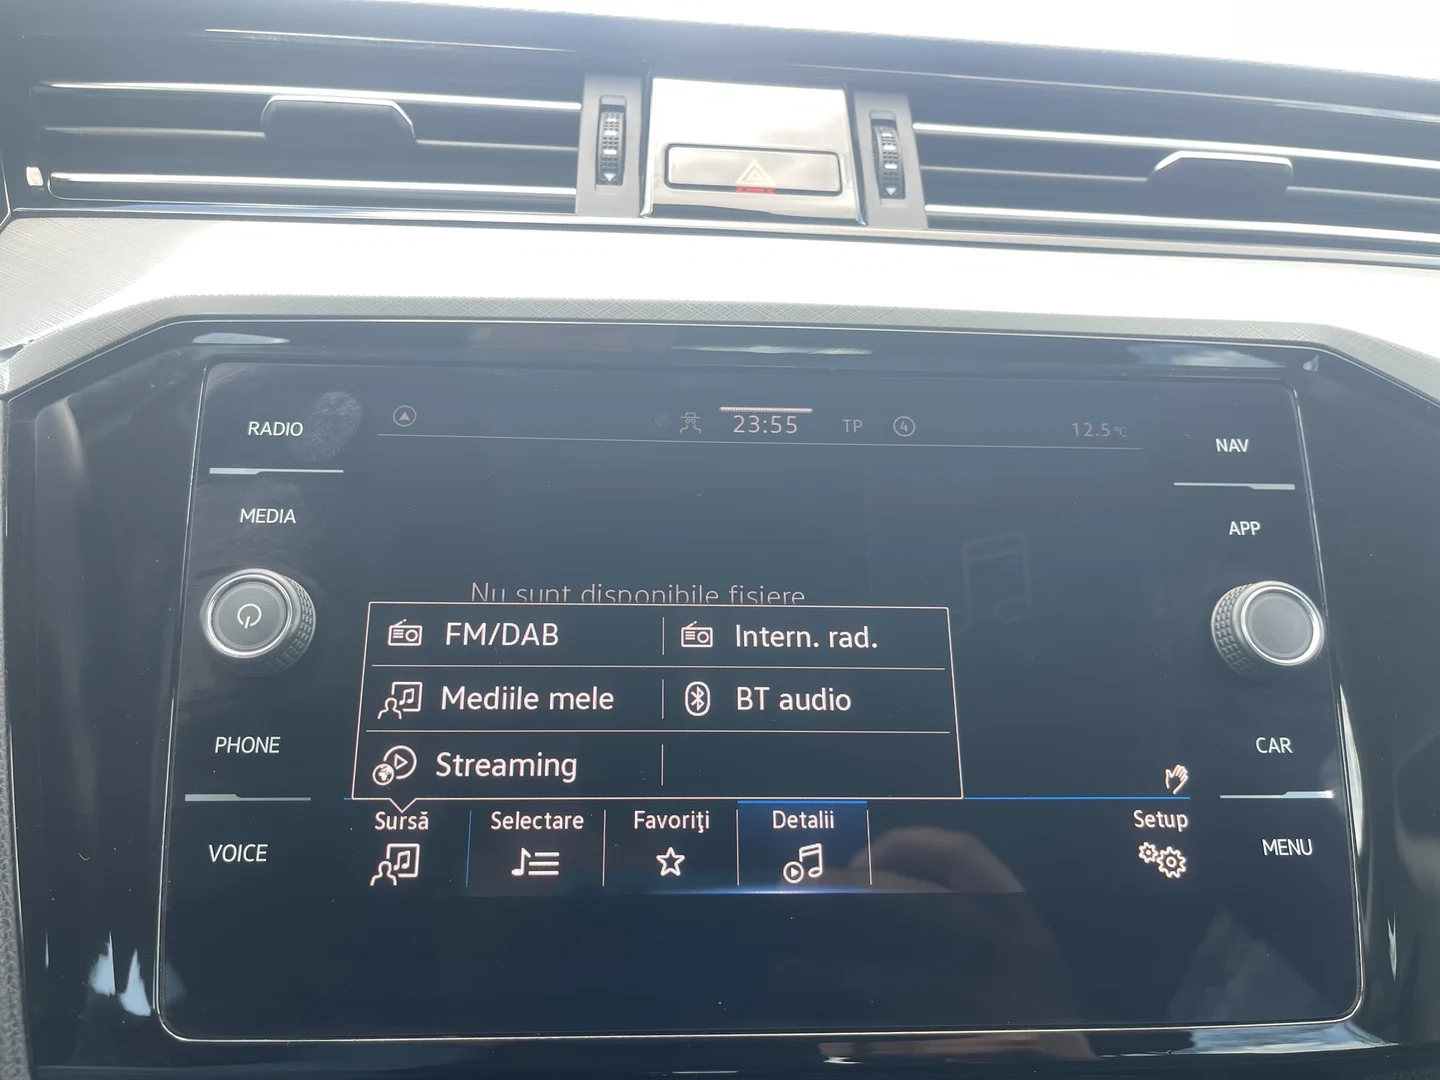 RADIO
23:55
TP
4
12.5°C
NAV
MEDIA
APP
Nu sunt disponibile fișiere
FM/DAB
Intern. rad.
Mediile mele
BT audio
Streaming
PHONE
CAR
Sursă
Selectare
Favoriţi
Detalii
Setup
VOICE
MENU